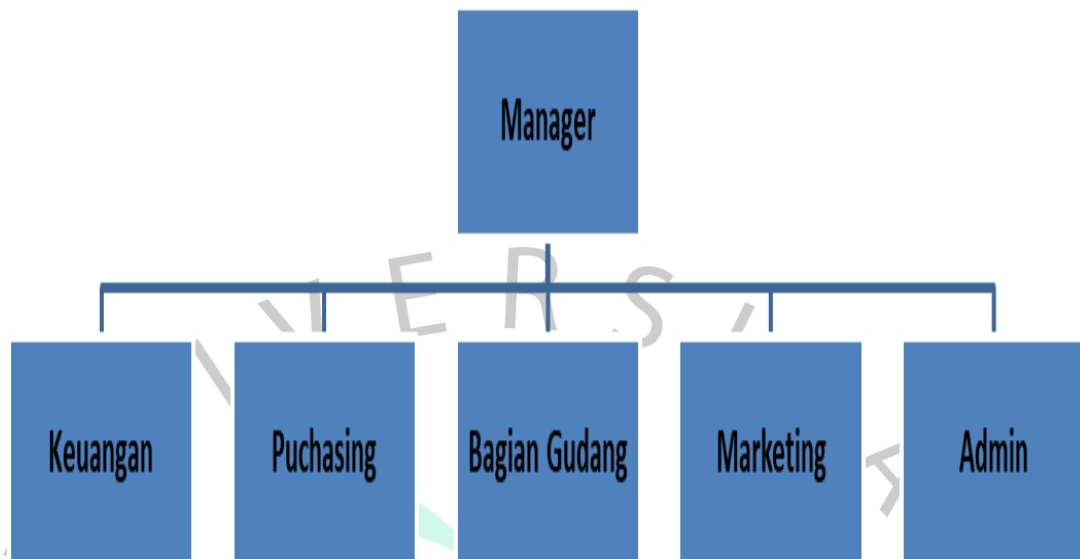 Manager
Keuangan
Puchasing
Bagian Gudang
Marketing
Admin